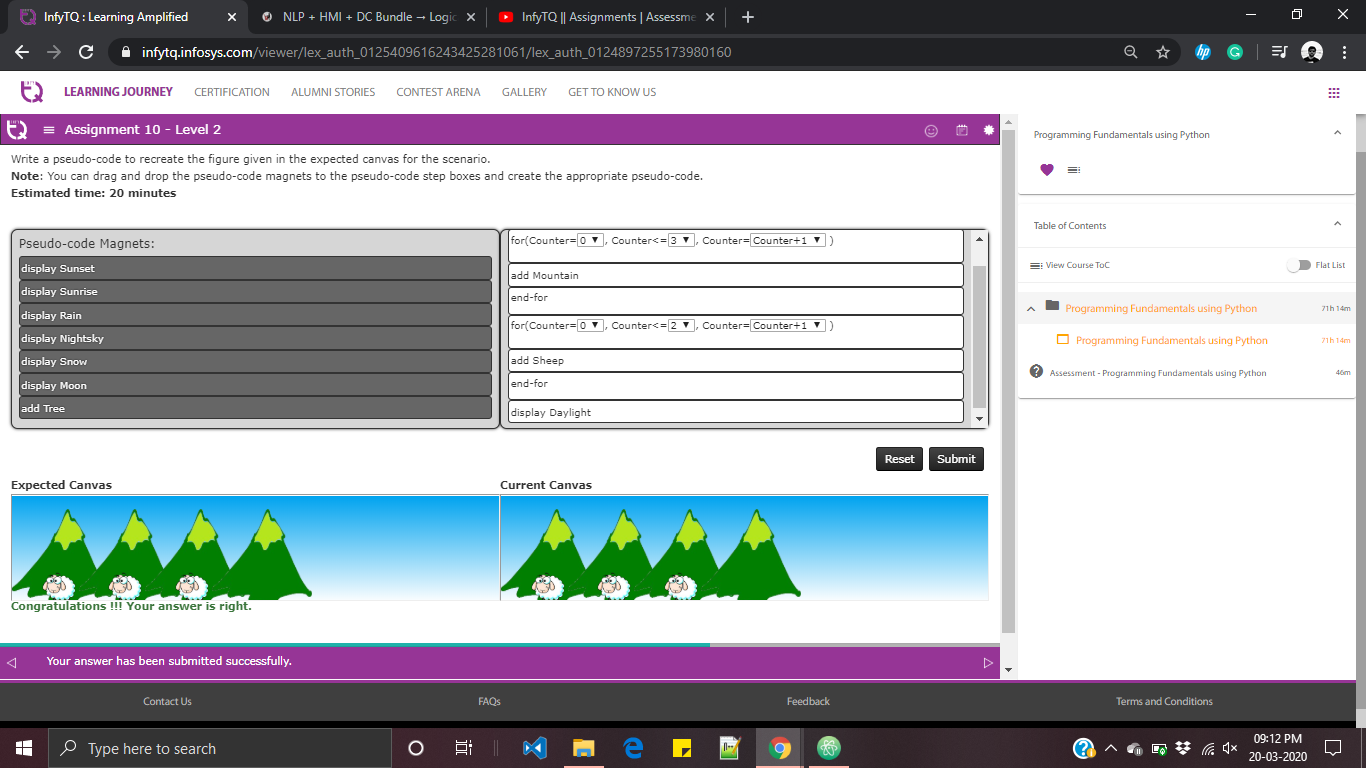 InfyTQ : Learning Amplified
NLP + HMI + DC Bundle → Logic
InfyTQ || Assignments | Assessme
infytq.infosys.com/viewer/lex_auth_0125409616243425281061/lex_auth_0124897255173980160
LEARNING JOURNEY CERTIFICATION ALUMNI STORIES CONTEST ARENA GALLERY GET TO KNOW US
Assignment 10 - Level 2
Write a pseudo-code to recreate the figure given in the expected canvas for the scenario.
Note: You can drag and drop the pseudo-code magnets to the pseudo-code step boxes and create the appropriate pseudo-code.
Estimated time: 20 minutes
Pseudo-code Magnets:
display Sunset
display Sunrise
display Rain
display Nightsky
display Snow
display Moon
add Tree
for(Counter= 0 , Counter<= 3 , Counter= Counter+1 )
add Mountain
end-for
for(Counter= 0 , Counter<= 2 , Counter= Counter+1 )
add Sheep
end-for
display Daylight
Reset Submit
Expected Canvas
Current Canvas
Congratulations !!! Your answer is right.
Your answer has been submitted successfully.
Programming Fundamentals using Python
Table of Contents
View Course ToC
Flat List
Programming Fundamentals using Python 71h 14m
Programming Fundamentals using Python 71h 14m
Assessment - Programming Fundamentals using Python 46m
Contact Us FAQs Feedback Terms and Conditions
Type here to search
09:12 PM
20-03-2020